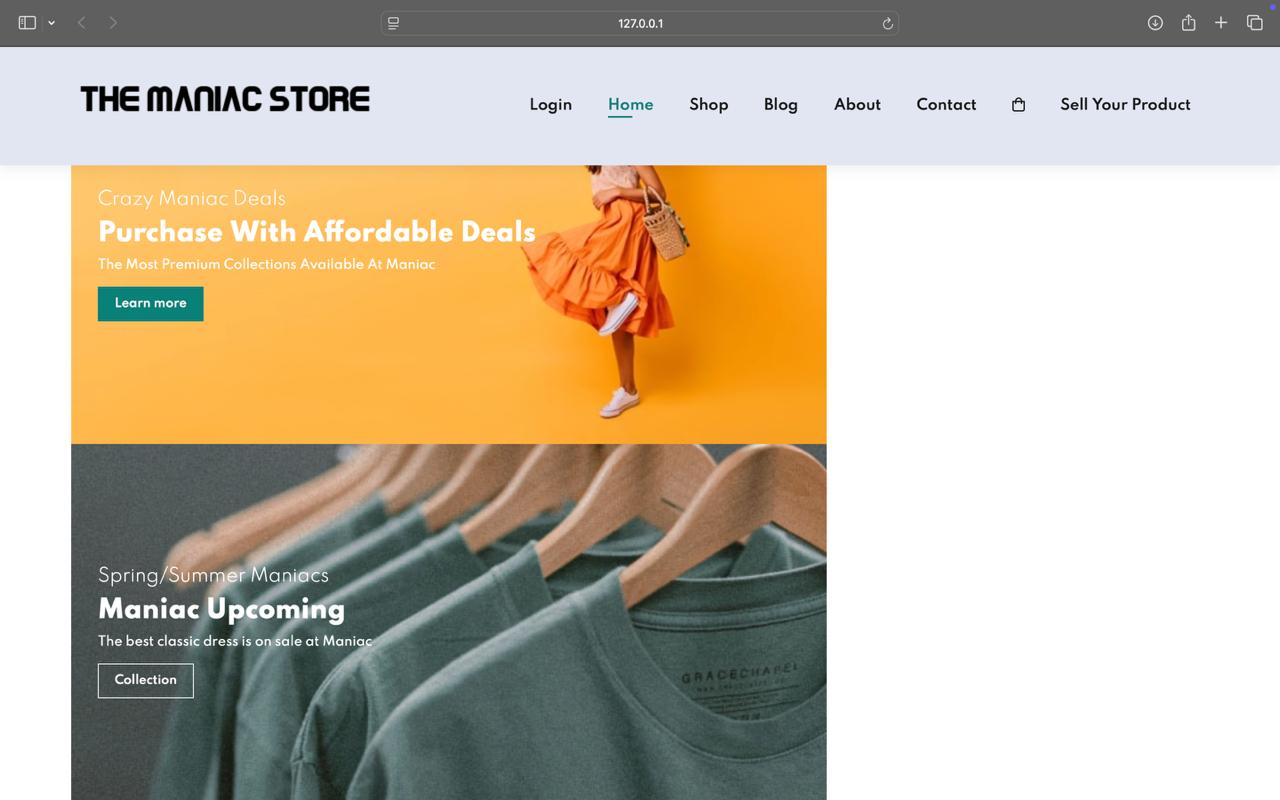 127.0.0.1
THE MANIAC STORE
Login Home Shop Blog About Contact Sell Your Product
Crazy Maniac Deals
Purchase With Affordable Deals
The Most Premium Collections Available At Maniac
Learn more
Spring/Summer Maniacs
Maniac Upcoming
The best classic dress is on sale at Maniac
Collection
GRACECHAPEL